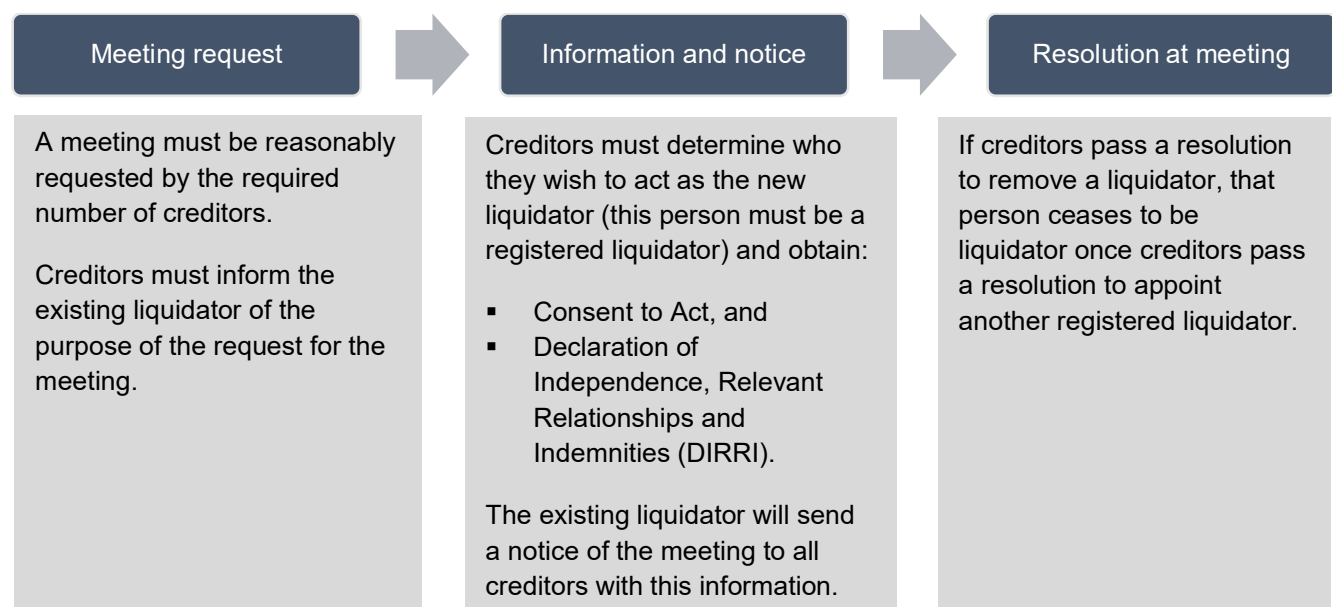 Meeting request
A meeting must be reasonably
requested by the required
number of creditors.
Creditors must inform the
existing liquidator of the
purpose of the request for the
meeting.
Information and notice
Creditors must determine who
they wish to act as the new
liquidator (this person must be a
registered liquidator) and obtain:
▪ Consent to Act, and
▪ Declaration of
Independence, Relevant
Relationships and
Indemnities (DIRRI).
The existing liquidator will send
a notice of the meeting to all
creditors with this information.
Resolution at meeting
If creditors pass a resolution
to remove a liquidator, that
person ceases to be
liquidator once creditors pass
a resolution to appoint
another registered liquidator.